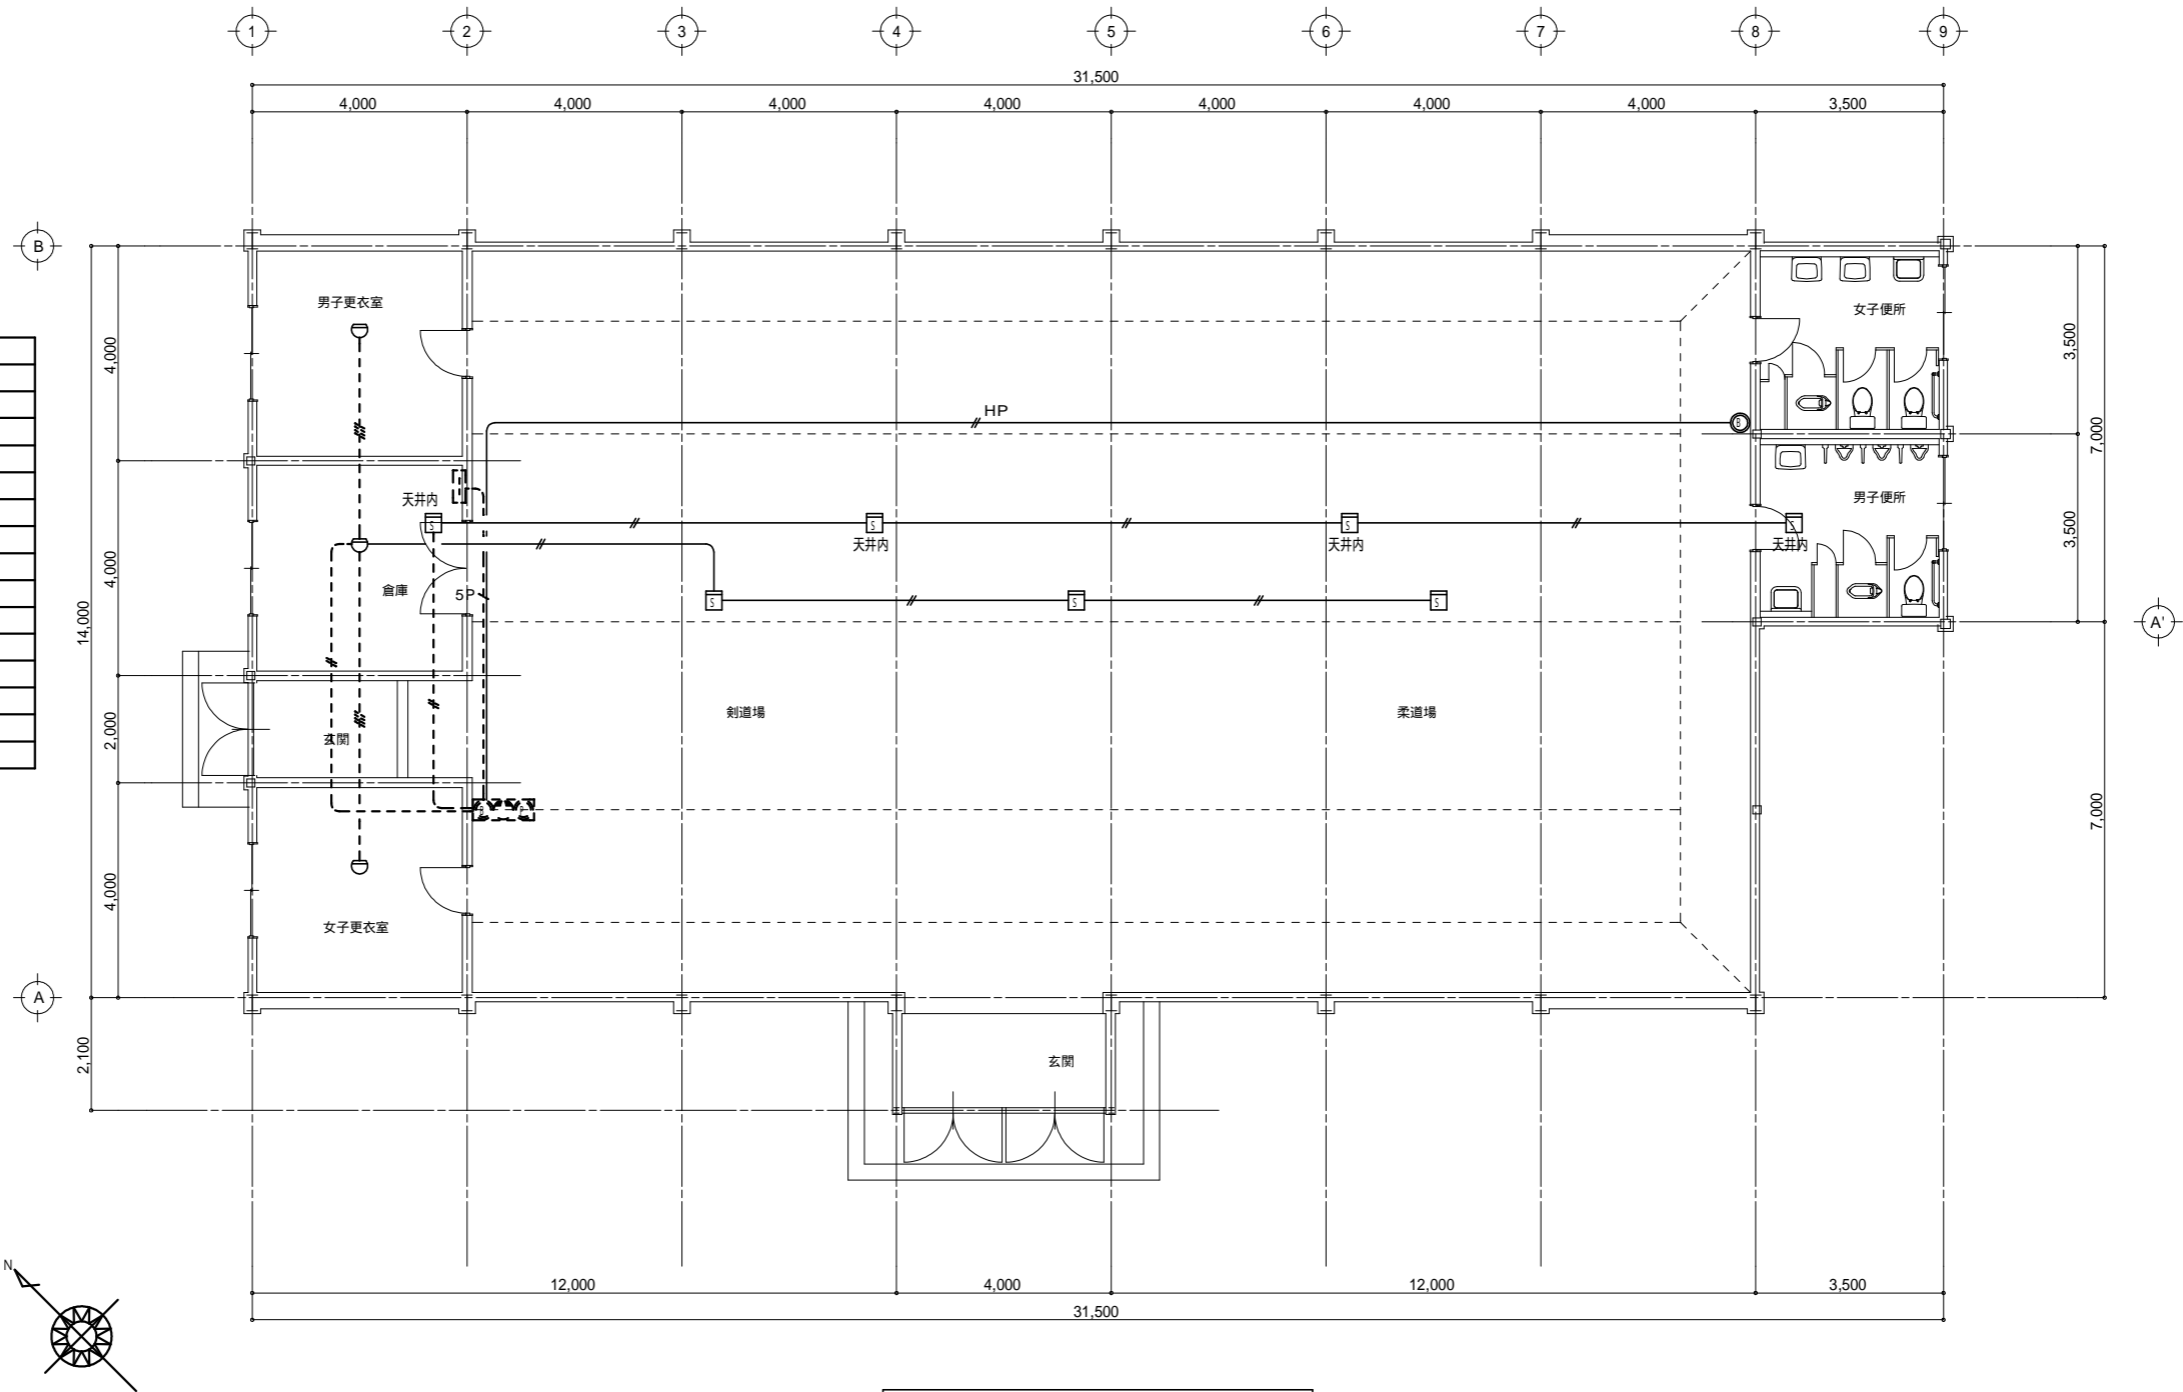 1 2 3 4 5 6 7 8 9
31,500
4,000 4,000 4,000 4,000 4,000 4,000 4,000 3,500
B
男子更衣室
女子便所
4,000
3,500
HP
B
7,000
天井内
男子便所
S S S S
天井内 天井内 天井内
3,500
4,000
倉庫
5P
S S S
14,000
A'
剣道場
柔道場
2,000
玄関
7,000
4,000
女子更衣室
A
2,100
玄関
N
12,000 4,000 12,000 3,500
31,500